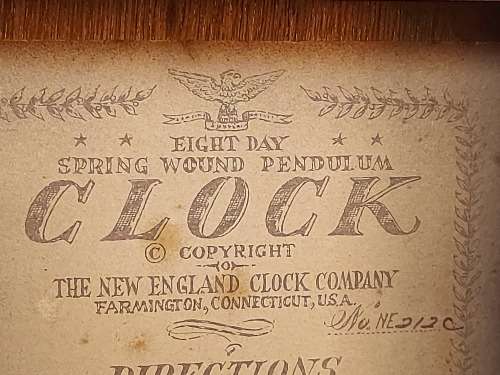 EIGHT DAY
SPRING WOUND PENDULUM
CLOCK
© COPYRIGHT
THE NEW ENGLAND CLOCK COMPANY
FARMINGTON, CONNECTICUT, U.S.A.
No. NE212C
DIRECTIONS